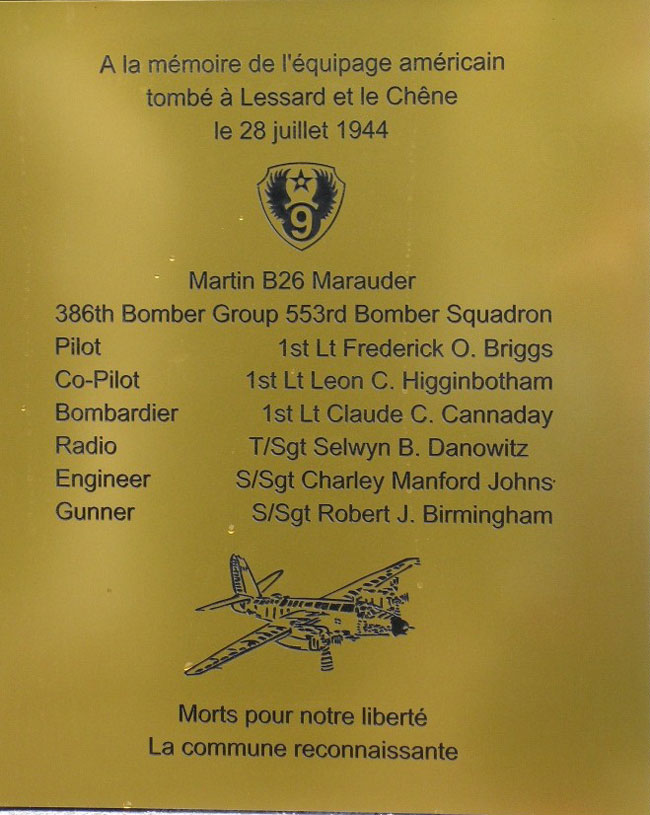 A la mémoire de l'équipage américain
tombé à Lessard et le Chêne
le 28 juillet 1944
9
Martin B26 Marauder
386th Bomber Group 553rd Bomber Squadron
Pilot 1st Lt Frederick O. Briggs
Co-Pilot 1st Lt Leon C. Higginbotham
Bombardier 1st Lt Claude C. Cannaday
Radio T/Sgt Selwyn B. Danowitz
Engineer S/Sgt Charley Manford Johns
Gunner S/Sgt Robert J. Birmingham
Morts pour notre liberté
La commune reconnaissante